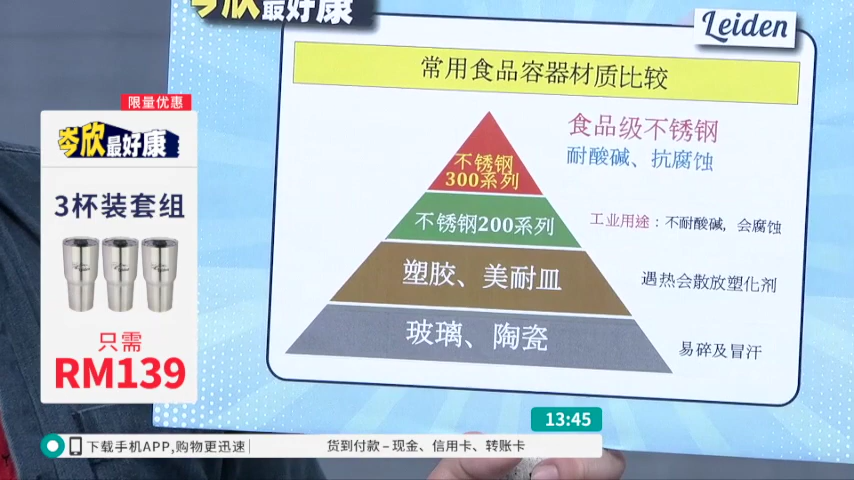 岑欣最好康
Leiden
常用食品容器材质比较
不锈钢
300系列
食品级不锈钢
耐酸碱、抗腐蚀
不锈钢200系列
工业用途：不耐酸碱，会腐蚀
塑胶、美耐皿
遇热会散放塑化剂
玻璃、陶瓷
易碎及冒汗
限量优惠
岑欣最好康
3杯装套组
只需
RM139
13:45
下载手机APP,购物更迅速
货到付款–现金、信用卡、转账卡